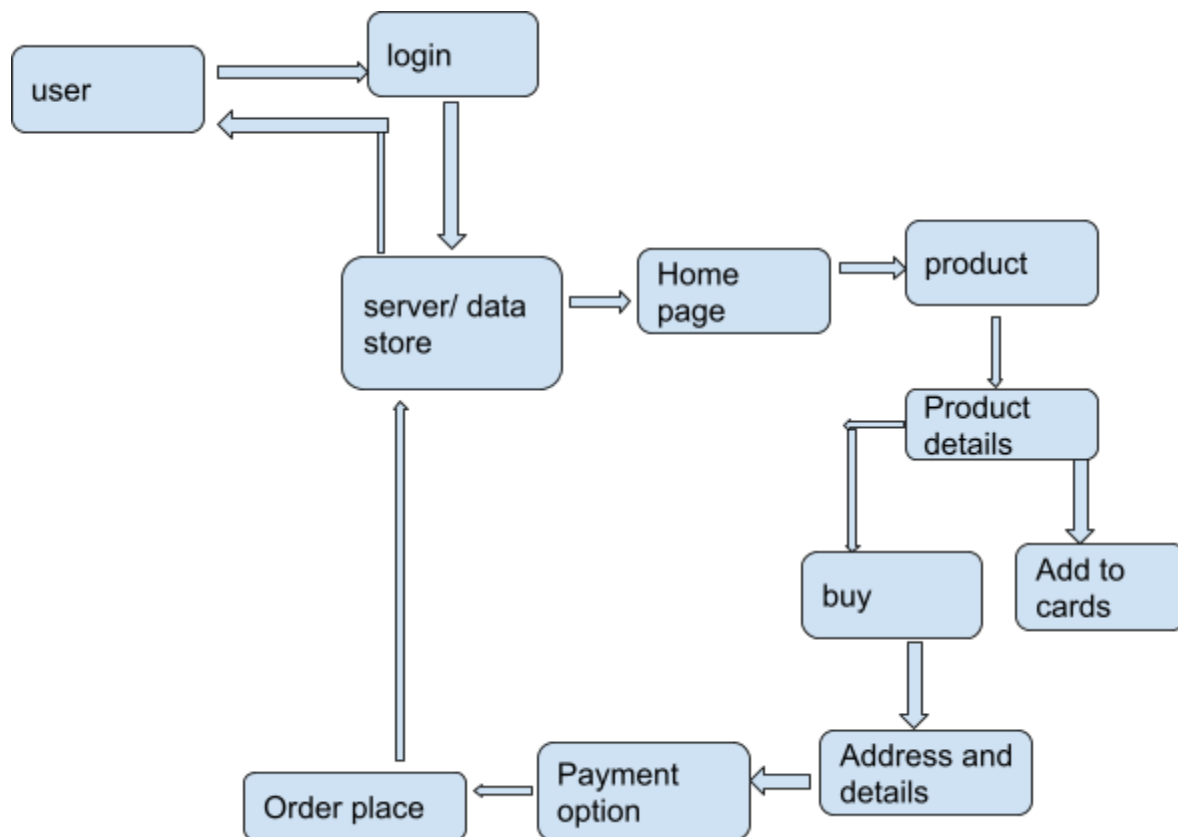 login
user
server/ data
store
Home
page
product
Product
details
buy
Add to
cards
Address and
details
Payment
option
Order place